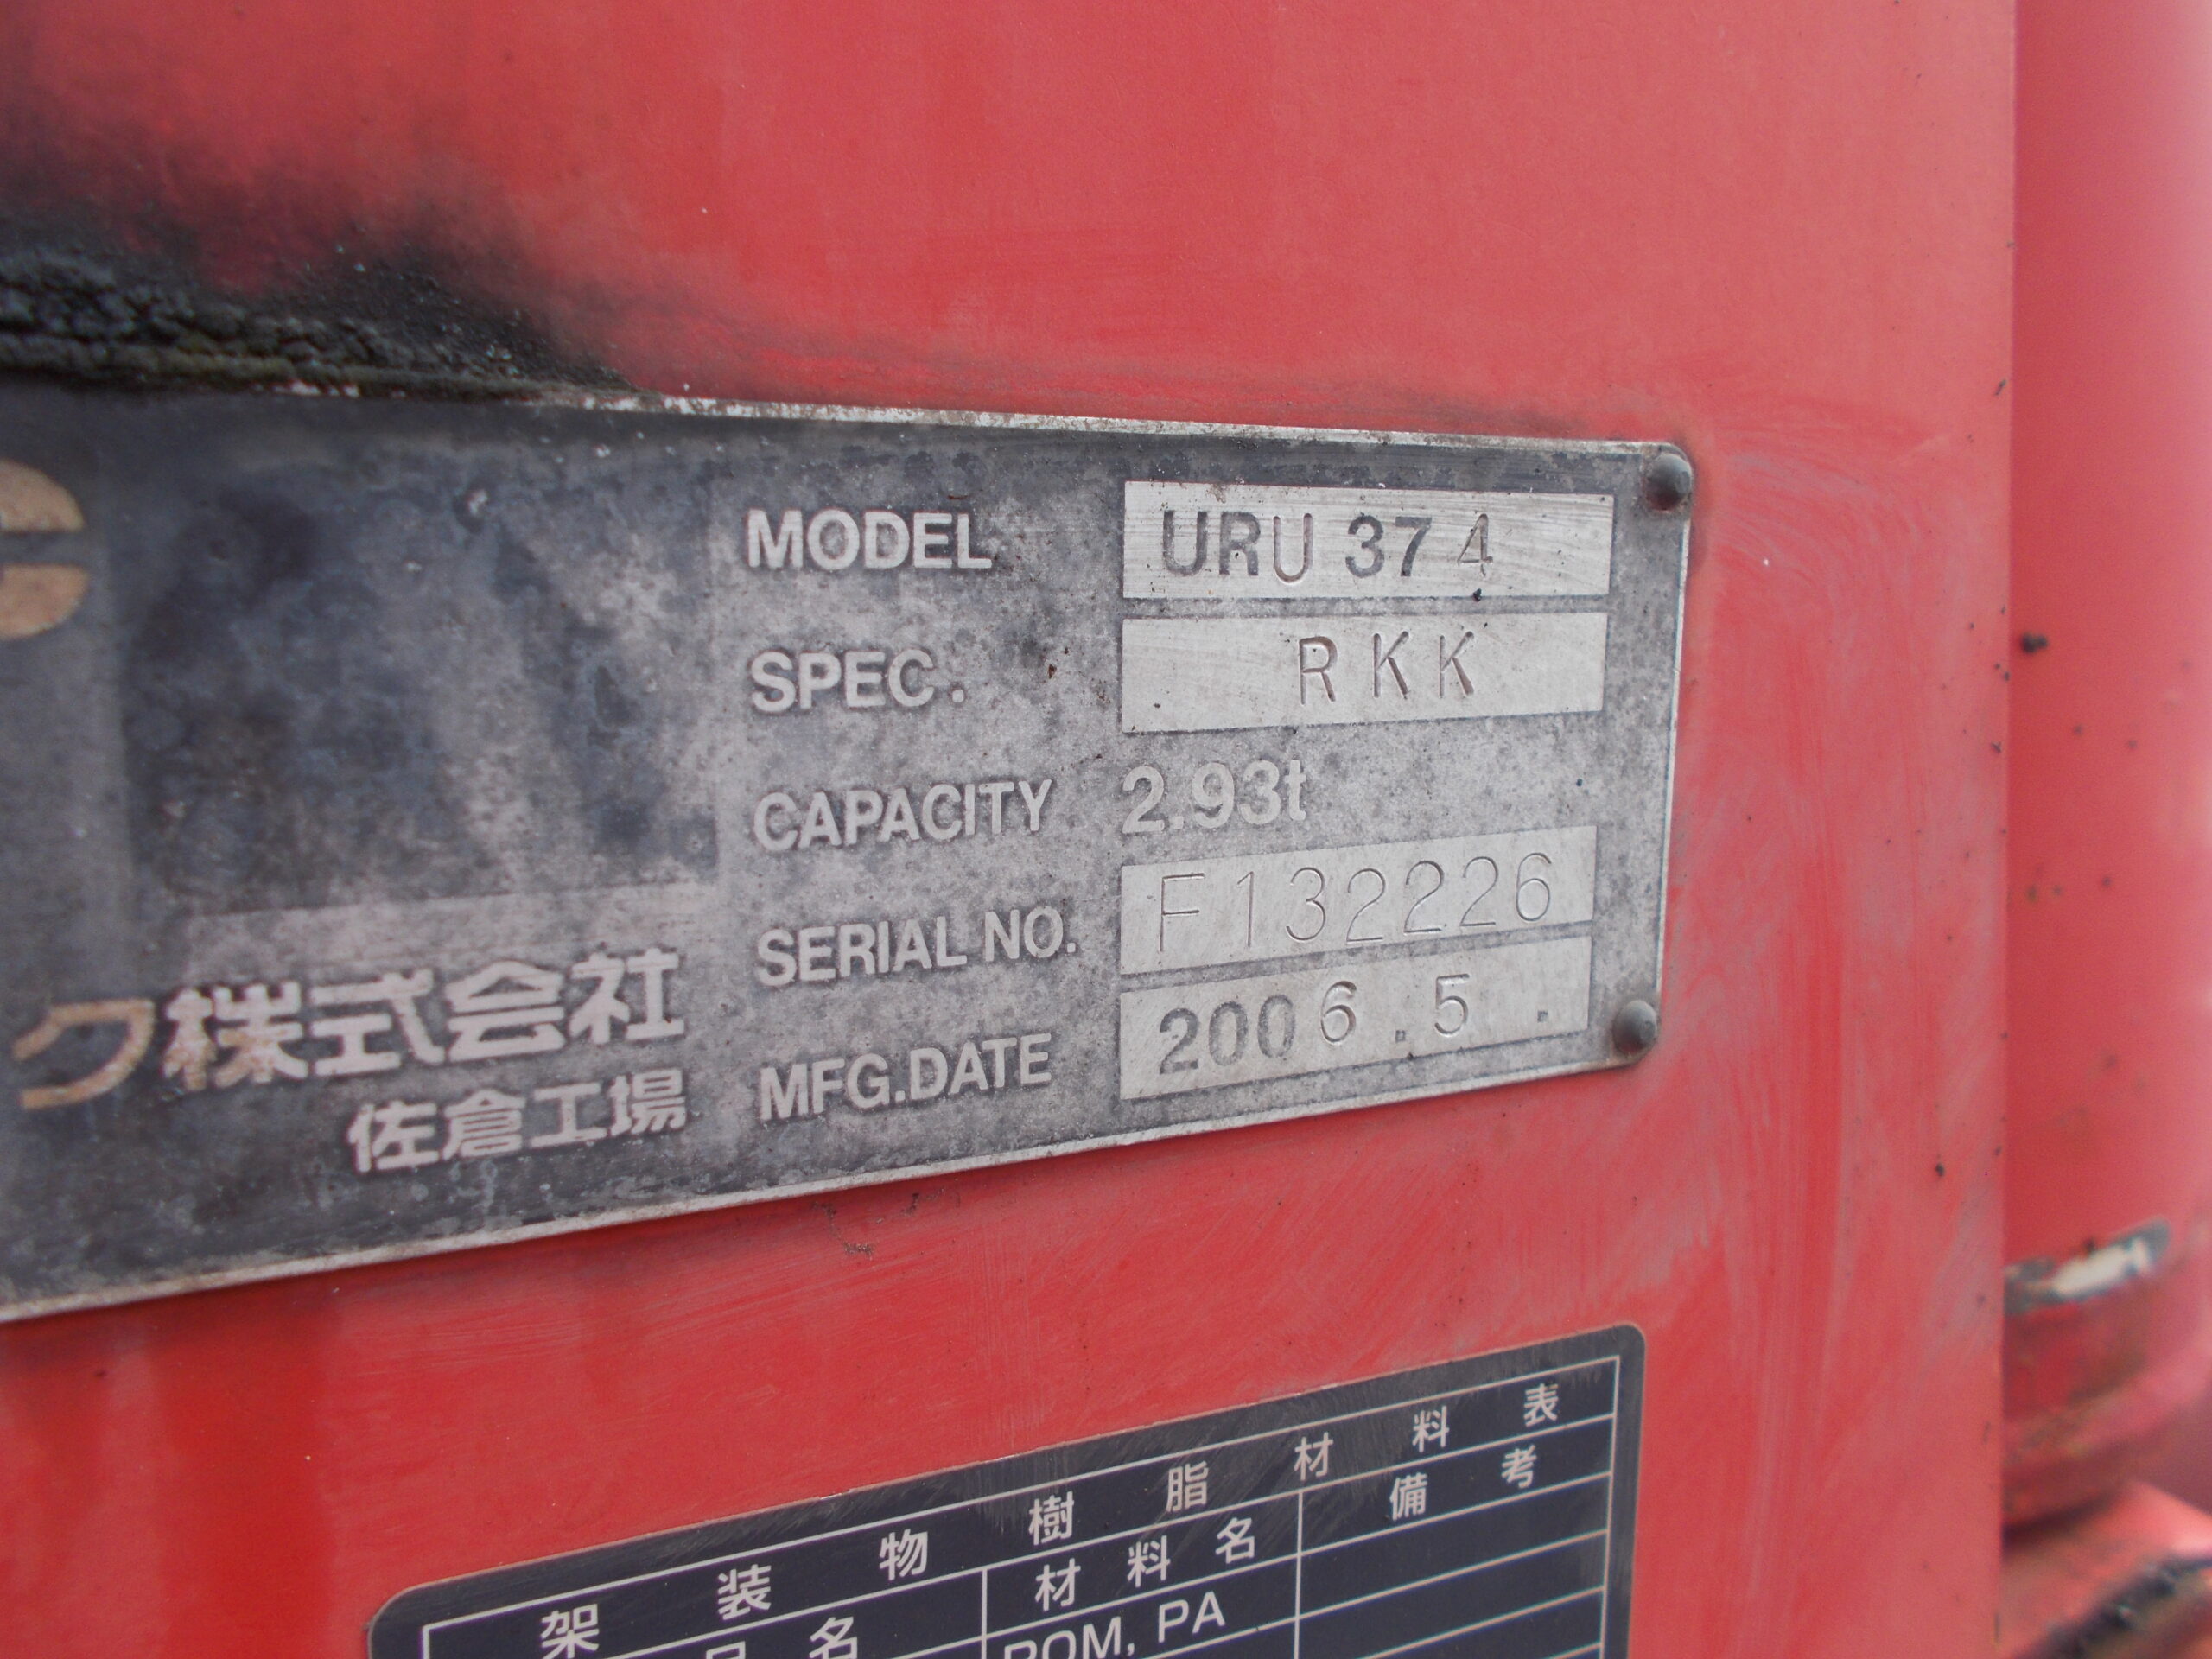 MODEL URU374
SPEC. RKK
CAPACITY 2.93t
SERIAL NO. F132226
MFG.DATE 2006.5.
ク株式会社
佐倉工場
架装物樹脂材料表
名 材料名 備考
POM, PA